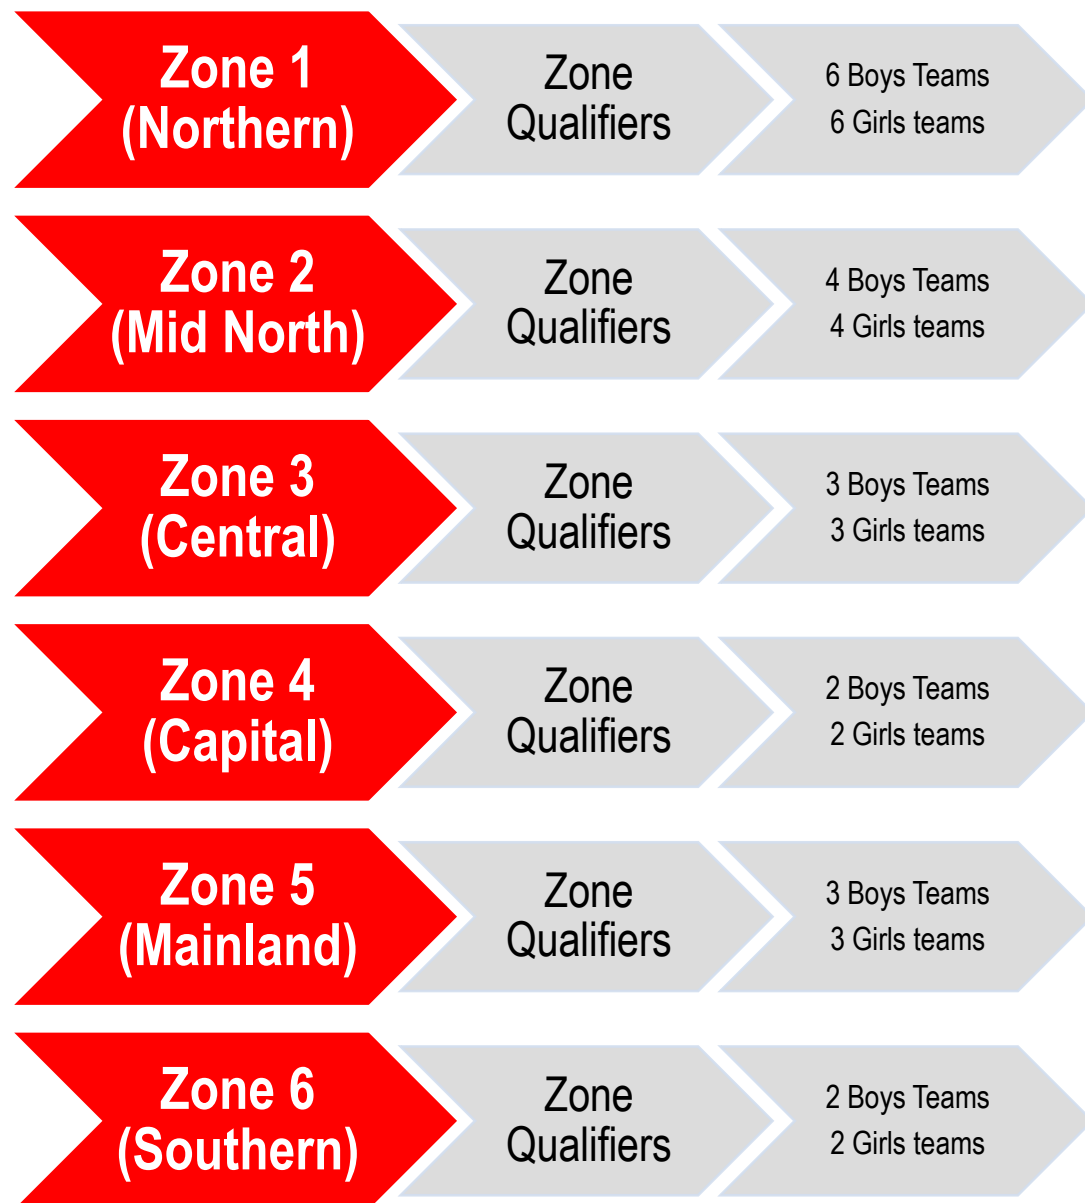 Zone 1
(Northern)
Zone
Qualifiers
6 Boys Teams
6 Girls teams
Zone 2
(Mid North)
Zone
Qualifiers
4 Boys Teams
4 Girls teams
Zone 3
(Central)
Zone
Qualifiers
3 Boys Teams
3 Girls teams
Zone 4
(Capital)
Zone
Qualifiers
2 Boys Teams
2 Girls teams
Zone 5
(Mainland)
Zone
Qualifiers
3 Boys Teams
3 Girls teams
Zone 6
(Southern)
Zone
Qualifiers
2 Boys Teams
2 Girls teams